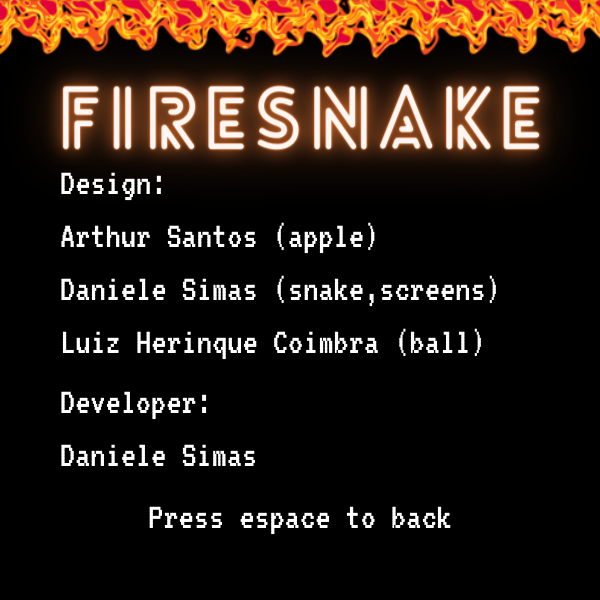 FIRESNAKE
Design:
Arthur Santos (apple)
Daniele Simas (snake,screens)
Luiz Herinque Coimbra (ball)
Developer:
Daniele Simas
Press espace to back